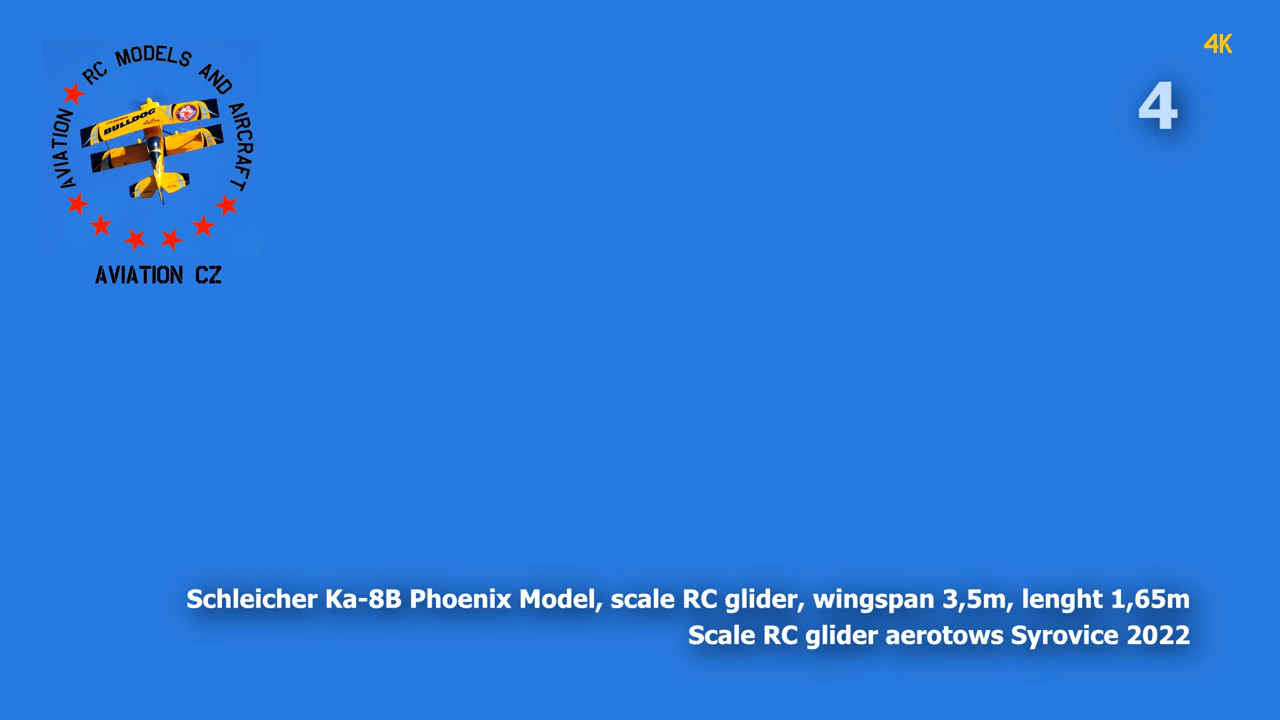 AVIATION RC MODELS AND AIRCRAFT
BULLDOG
AVIATION CZ
4K
4
Schleicher Ka-8B Phoenix Model, scale RC glider, wingspan 3,5m, lenght 1,65m
Scale RC glider aerotows Syrovice 2022